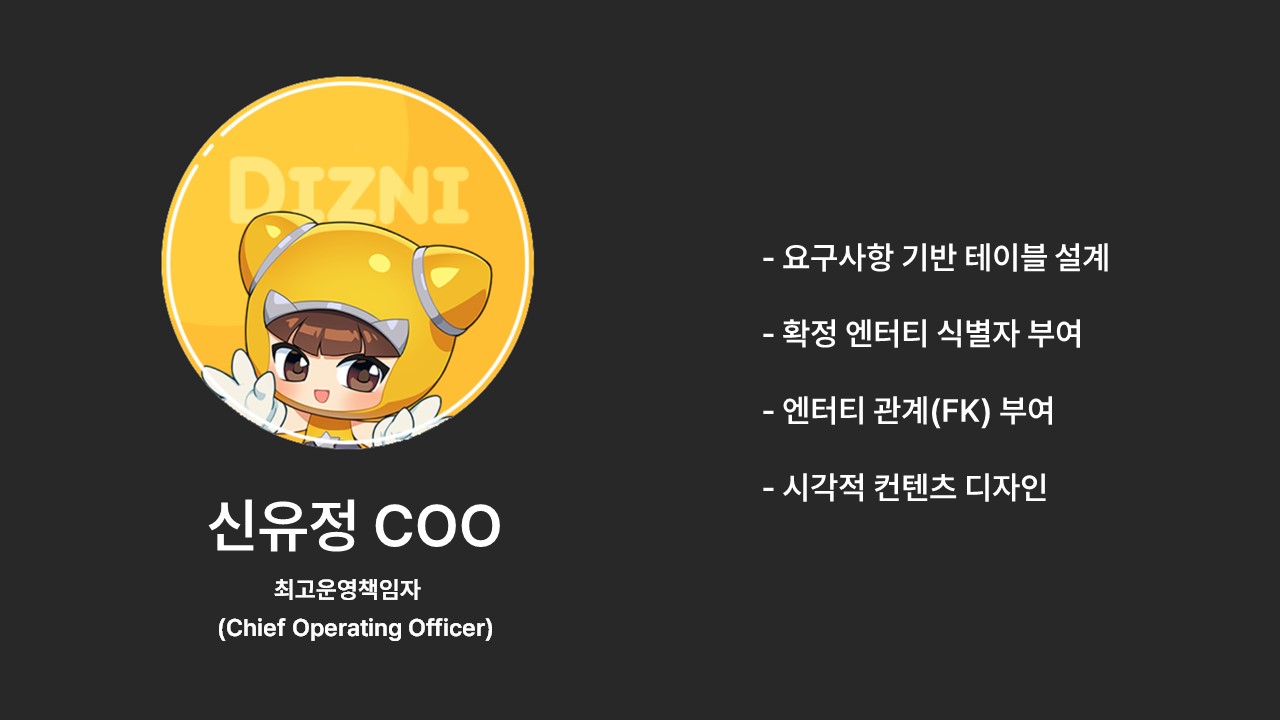 DIZNI
신유정 COO
최고운영책임자
(Chief Operating Officer)
- 요구사항 기반 테이블 설계
- 확정 엔터티 식별자 부여
- 엔터티 관계(FK) 부여
- 시각적 컨텐츠 디자인